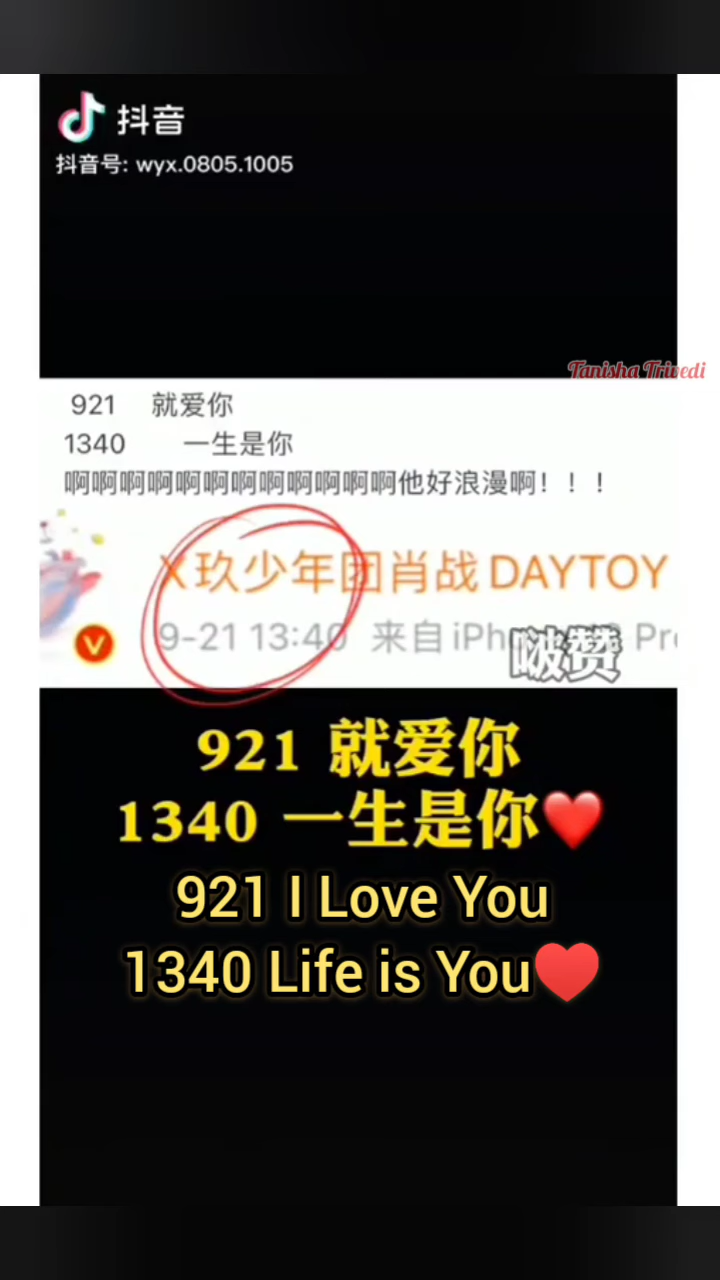 抖音
抖音号: wyx.0805.1005
Tanisha Trivedi
921 就爱你
1340 一生是你
啊啊啊啊啊啊啊啊啊啊啊啊他好浪漫啊！！！
X玖少年团肖战DAYTOY
9-21 13:40 来自iPh
啵赞
921 就爱你
1340 一生是你❤️
921 I Love You
1340 Life is You♥️